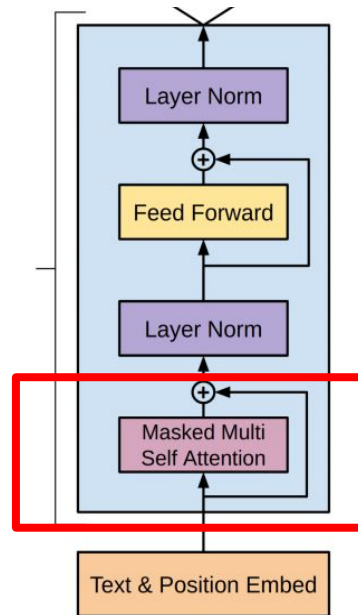 Layer Norm
+
Feed Forward
Layer Norm
+
Masked Multi
Self Attention
Text & Position Embed